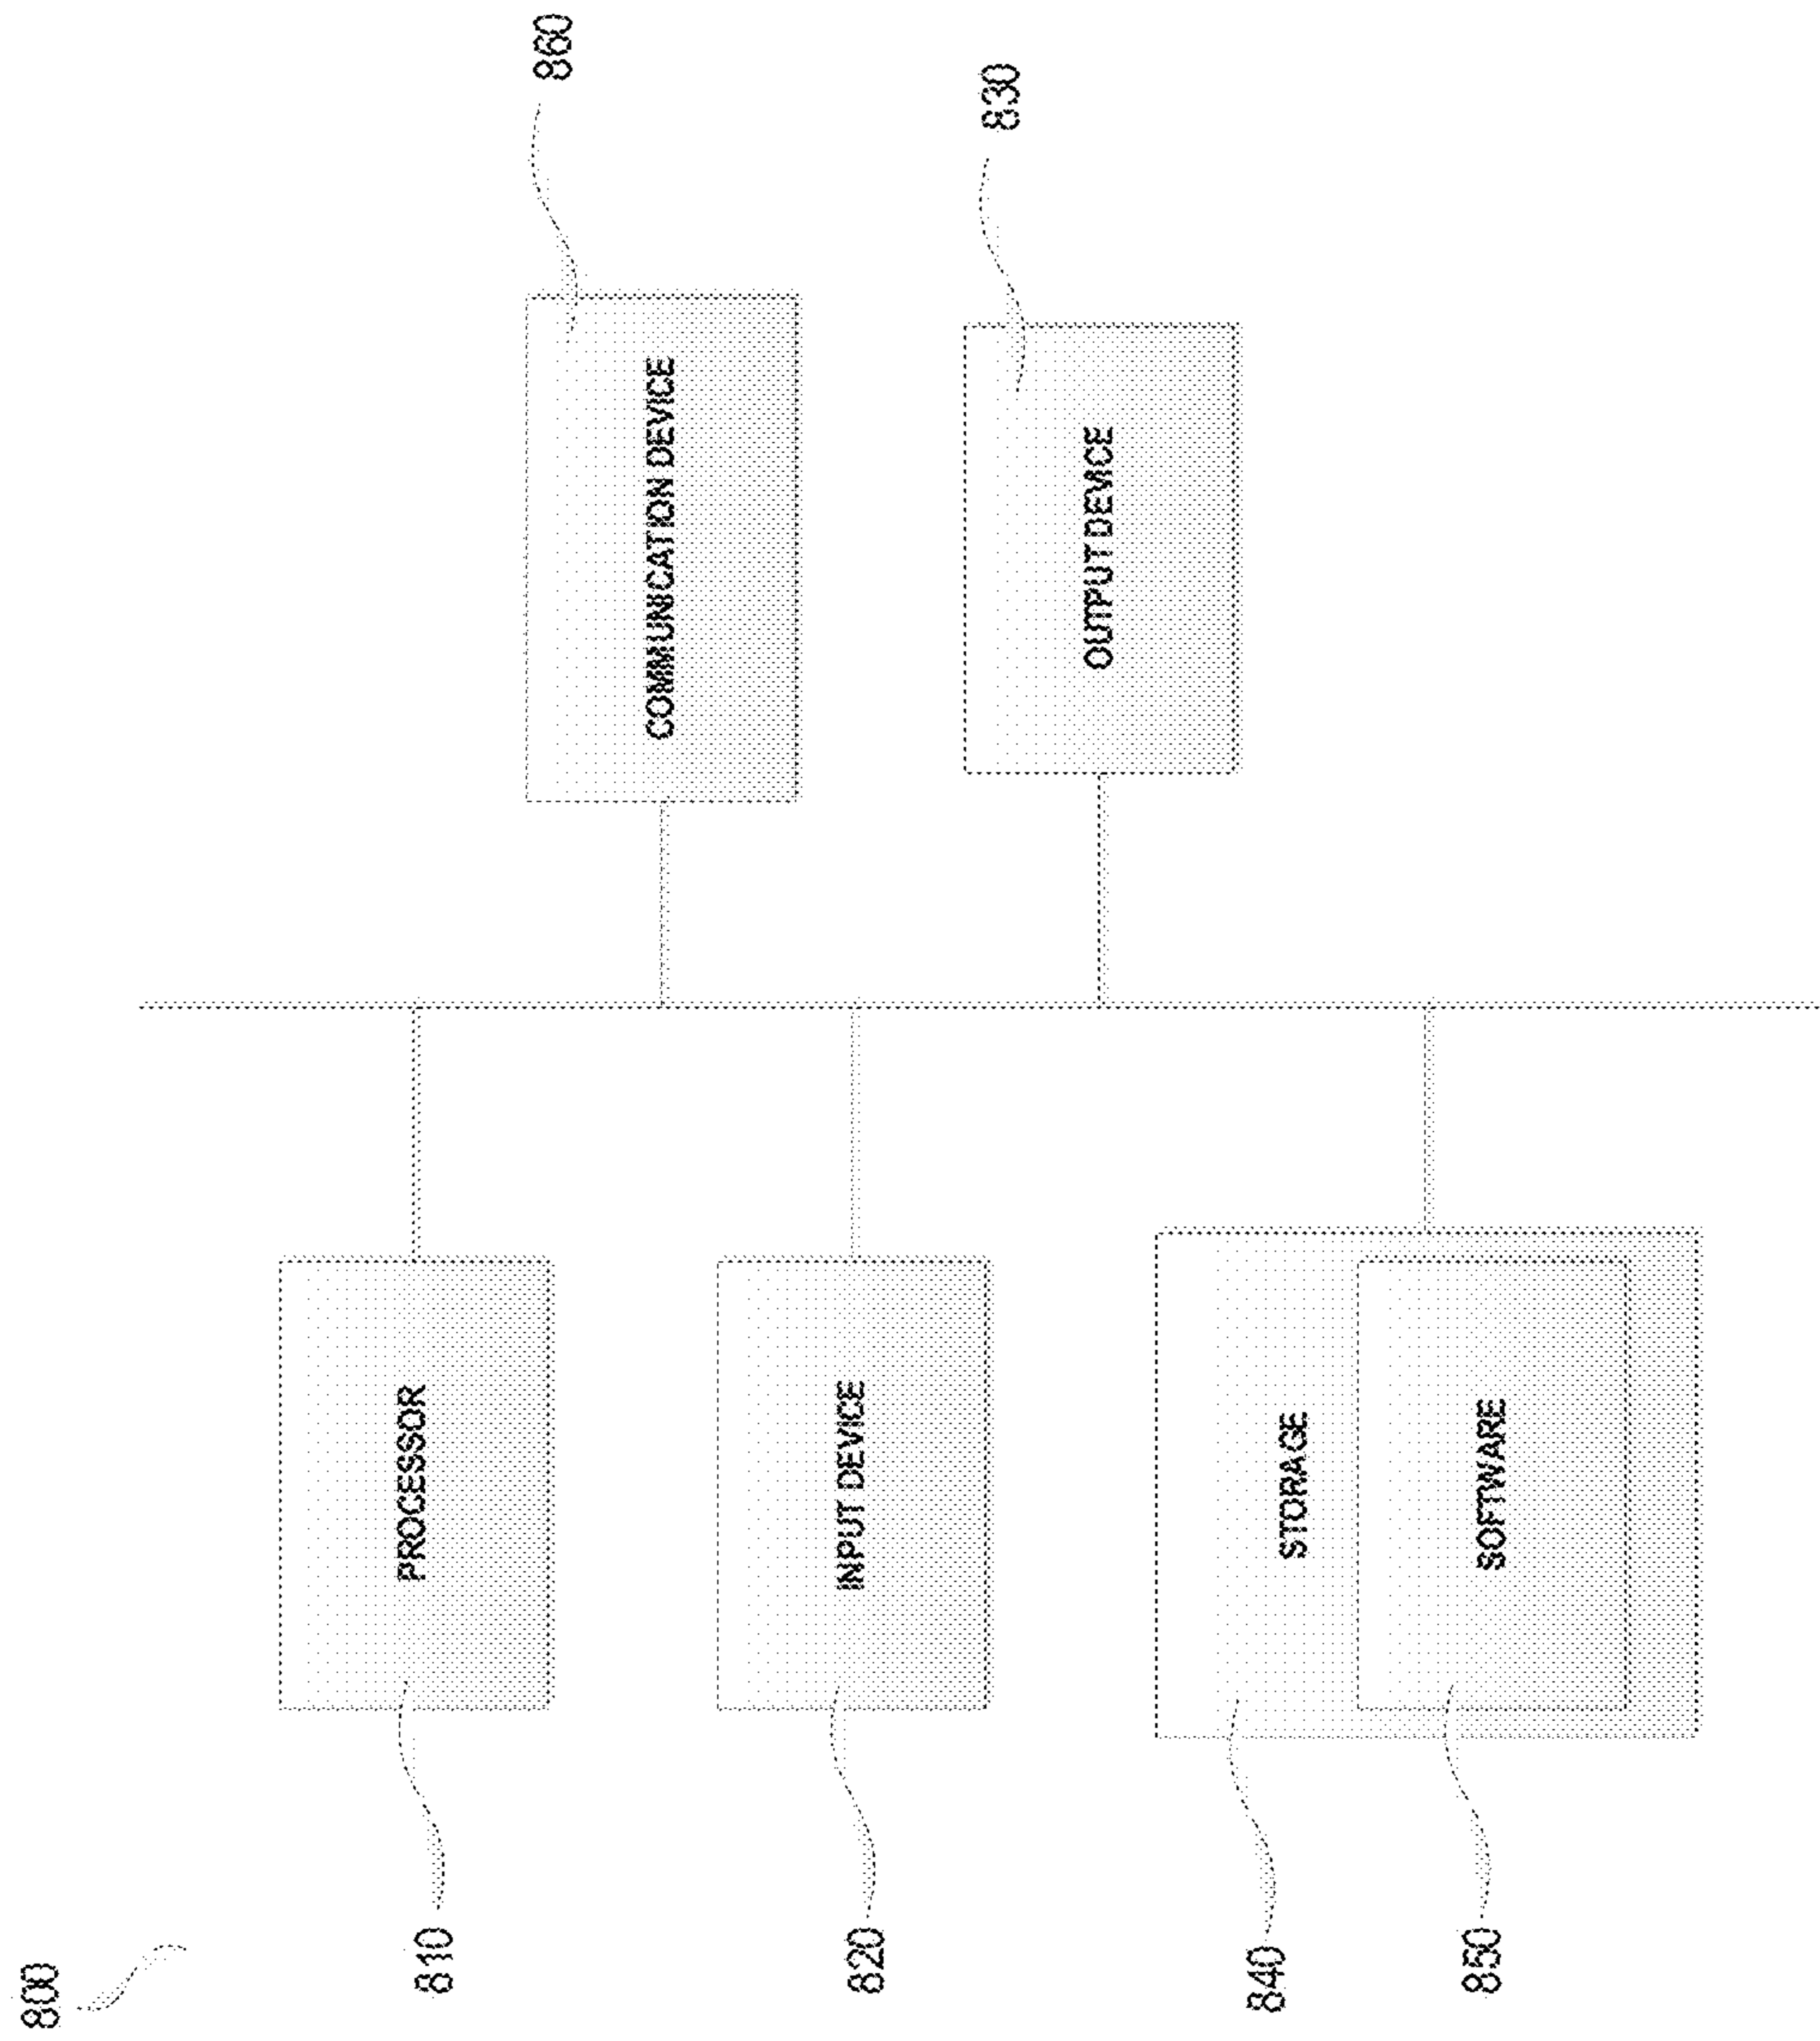 800
810
PROCESSOR
860
COMMUNICATION DEVICE
820
INPUT DEVICE
830
OUTPUT DEVICE
840
STORAGE
850
SOFTWARE